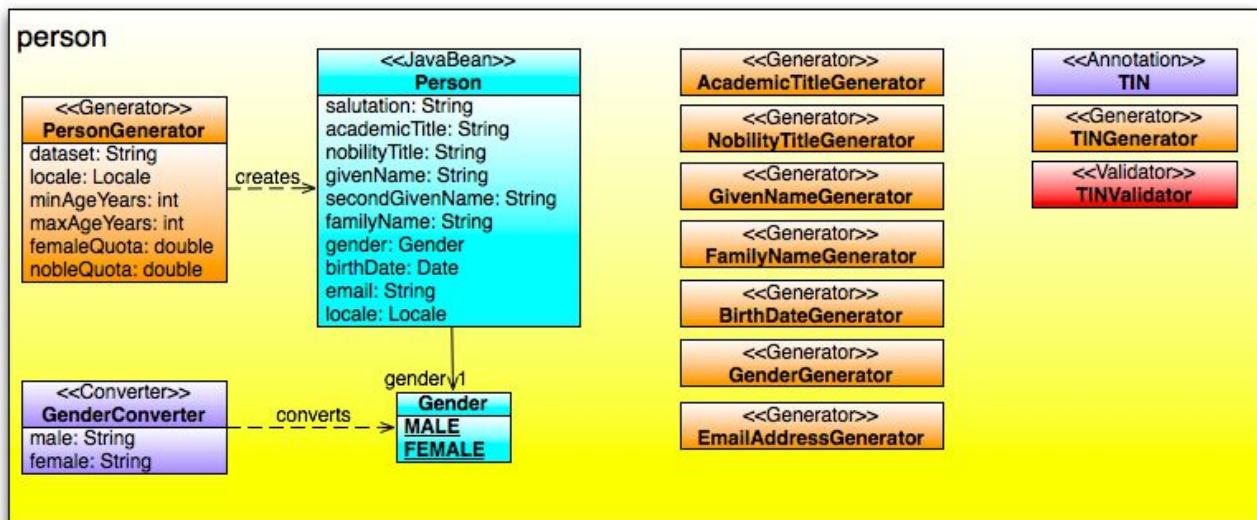 person
<<Generator>>
PersonGenerator
dataset: String
locale: Locale
minAgeYears: int
maxAgeYears: int
femaleQuota: double
nobleQuota: double
creates
<<JavaBean>>
Person
salutation: String
academicTitle: String
nobilityTitle: String
givenName: String
secondGivenName: String
familyName: String
gender: Gender
birthDate: Date
email: String
locale: Locale
gender 1
<<Converter>>
GenderConverter
male: String
female: String
converts
Gender
MALE
FEMALE
<<Generator>>
AcademicTitleGenerator
<<Generator>>
NobilityTitleGenerator
<<Generator>>
GivenNameGenerator
<<Generator>>
FamilyNameGenerator
<<Generator>>
BirthDateGenerator
<<Generator>>
GenderGenerator
<<Generator>>
EmailAddressGenerator
<<Annotation>>
TIN
<<Generator>>
TINGenerator
<<Validator>>
TINValidator